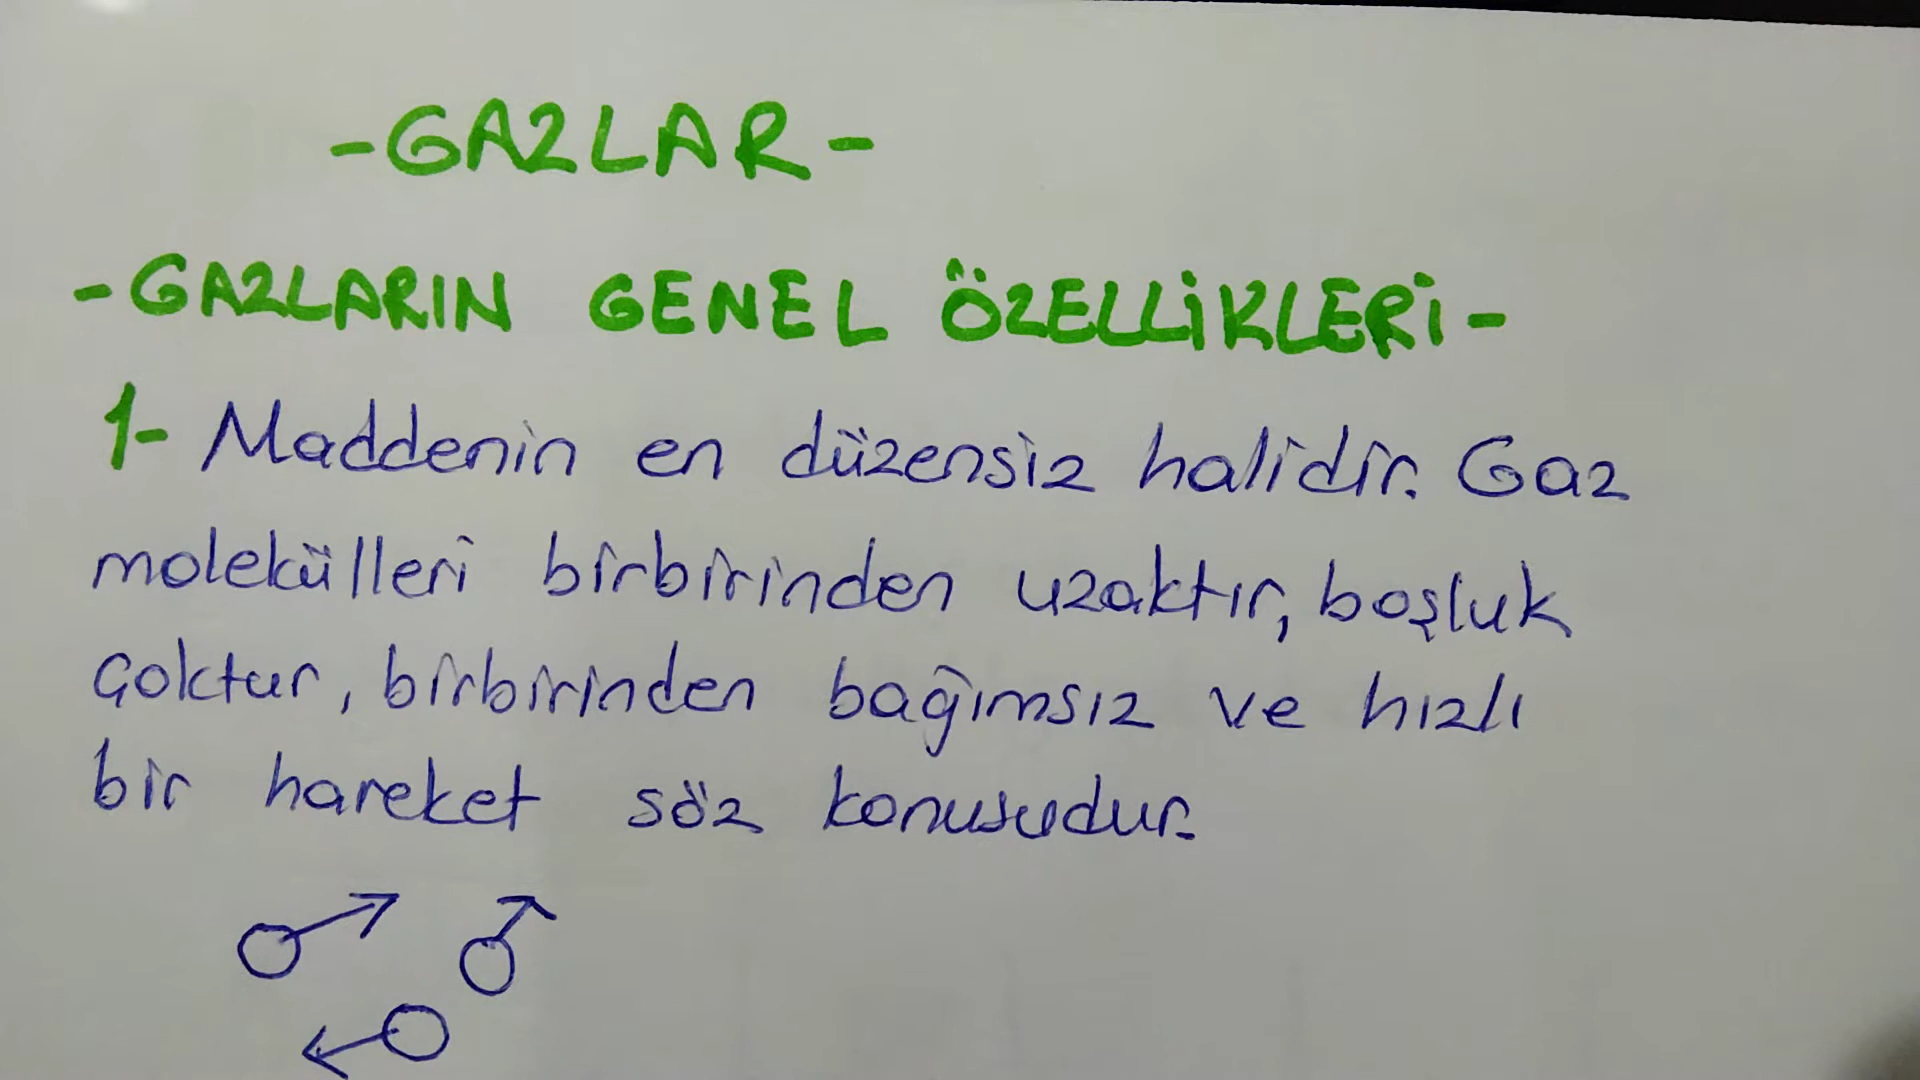 -GAZLAR-
-GAZLARIN GENEL ÖZELLİKLERİ-
1- Maddenin en düzensiz halidir. Gaz
molekülleri birbirinden uzaktır, boşluk
çoktur, birbirinden bağımsız ve hızlı
bir hareket söz konusudur.